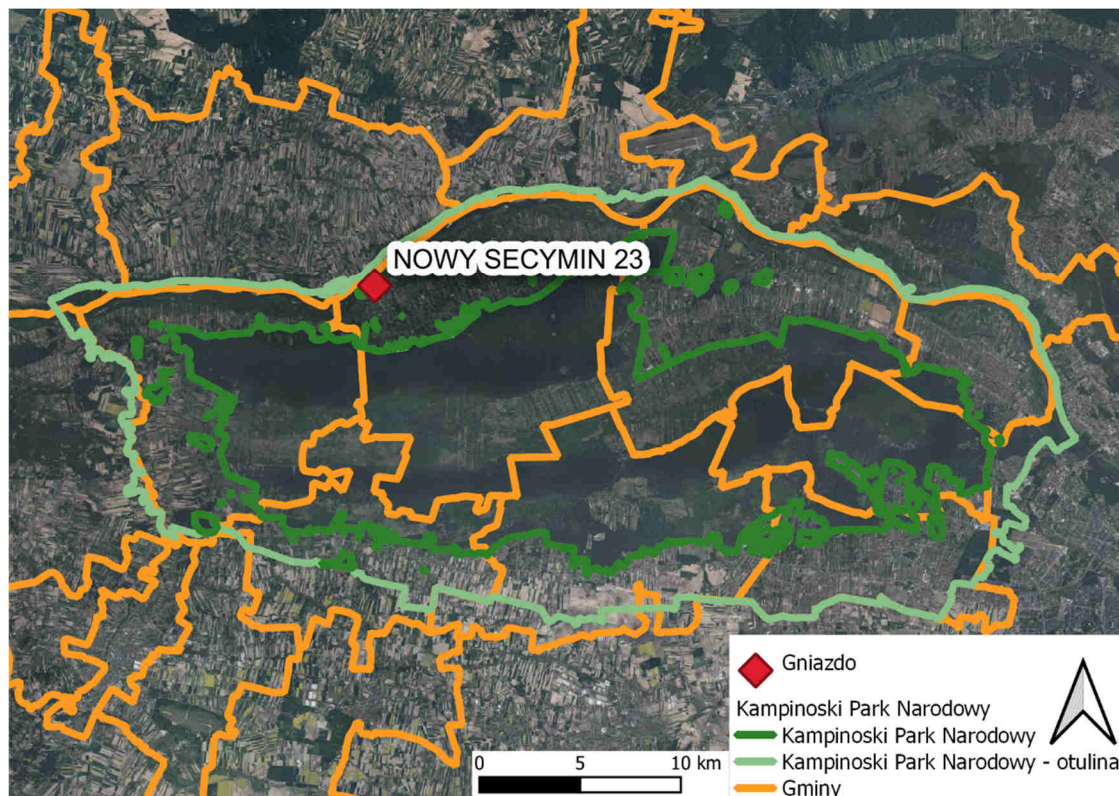 NOWY SECYMIN 23
Gniazdo
Kampinoski Park Narodowy
Kampinoski Park Narodowy
Kampinoski Park Narodowy - otulina
Gminy
0 5 10 km